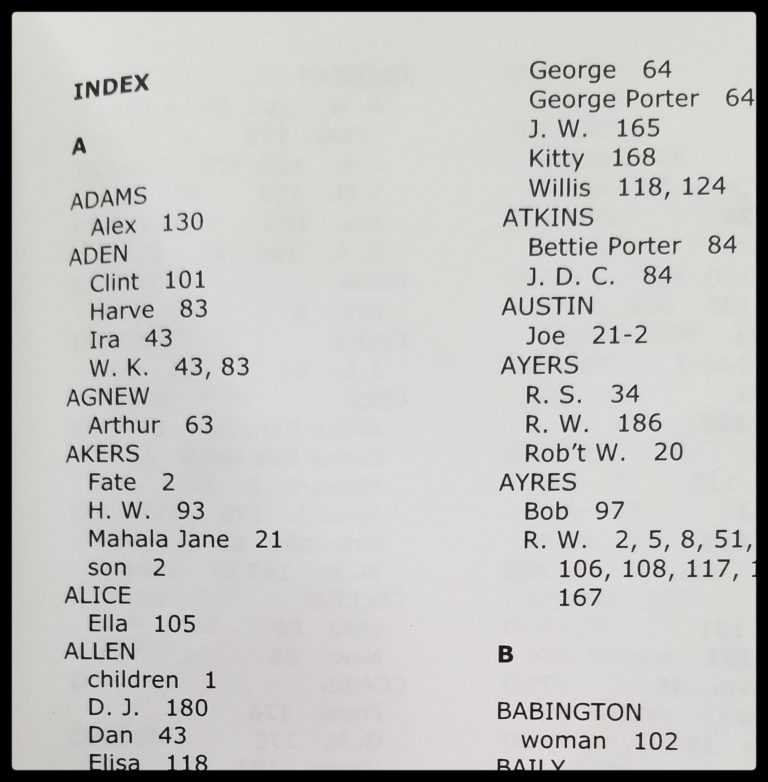 INDEX
A
ADAMS
Alex 130
ADEN
Clint 101
Harve 83
Ira 43
W. K. 43, 83
AGNEW
Arthur 63
AKERS
Fate 2
H. W. 93
Mahala Jane 21
son 2
ALICE
Ella 105
ALLEN
children 1
D. J. 180
Dan 43
Elisa 118
George 64
George Porter 64
J. W. 165
Kitty 168
Willis 118, 124
ATKINS
Bettie Porter 84
J. D. C. 84
AUSTIN
Joe 21-2
AYERS
R. S. 34
R. W. 186
Rob't W. 20
AYRES
Bob 97
R. W. 2, 5, 8,51,
106, 108, 117,
167
B
BABINGTON
woman 102
BAILY